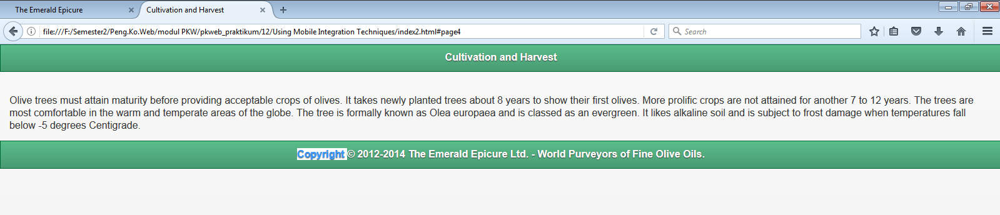 The Emerald Epicure
Cultivation and Harvest
file:///F:/Semester2/Peng.Ko.Web/modul PKW/pkweb_praktikum/12/Using Mobile Integration Techniques/index2.html#page4
Search
Cultivation and Harvest
Olive trees must attain maturity before providing acceptable crops of olives. It takes newly planted trees about 8 years to show their first olives. More prolific crops are not attained for another 7 to 12 years. The trees are
most comfortable in the warm and temperate areas of the globe. The tree is formally known as Olea europaea and is classed as an evergreen. It likes alkaline soil and is subject to frost damage when temperatures fall
below -5 degrees Centigrade.
Copyright © 2012-2014 The Emerald Epicure Ltd. - World Purveyors of Fine Olive Oils.